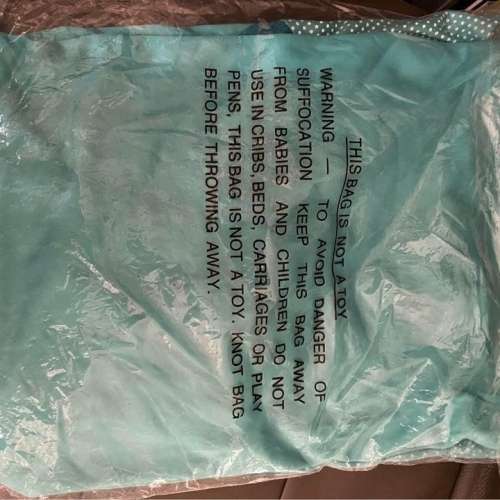 THIS BAG IS NOT A TOY
WARNING — TO AVOID DANGER OF
SUFFOCATION KEEP THIS BAG AWAY
FROM BABIES AND CHILDREN DO NOT
USE IN CRIBS, BEDS, CARRIAGES OR PLAY
PENS, THIS BAG IS NOT A TOY. KNOT BAG
BEFORE THROWING AWAY.